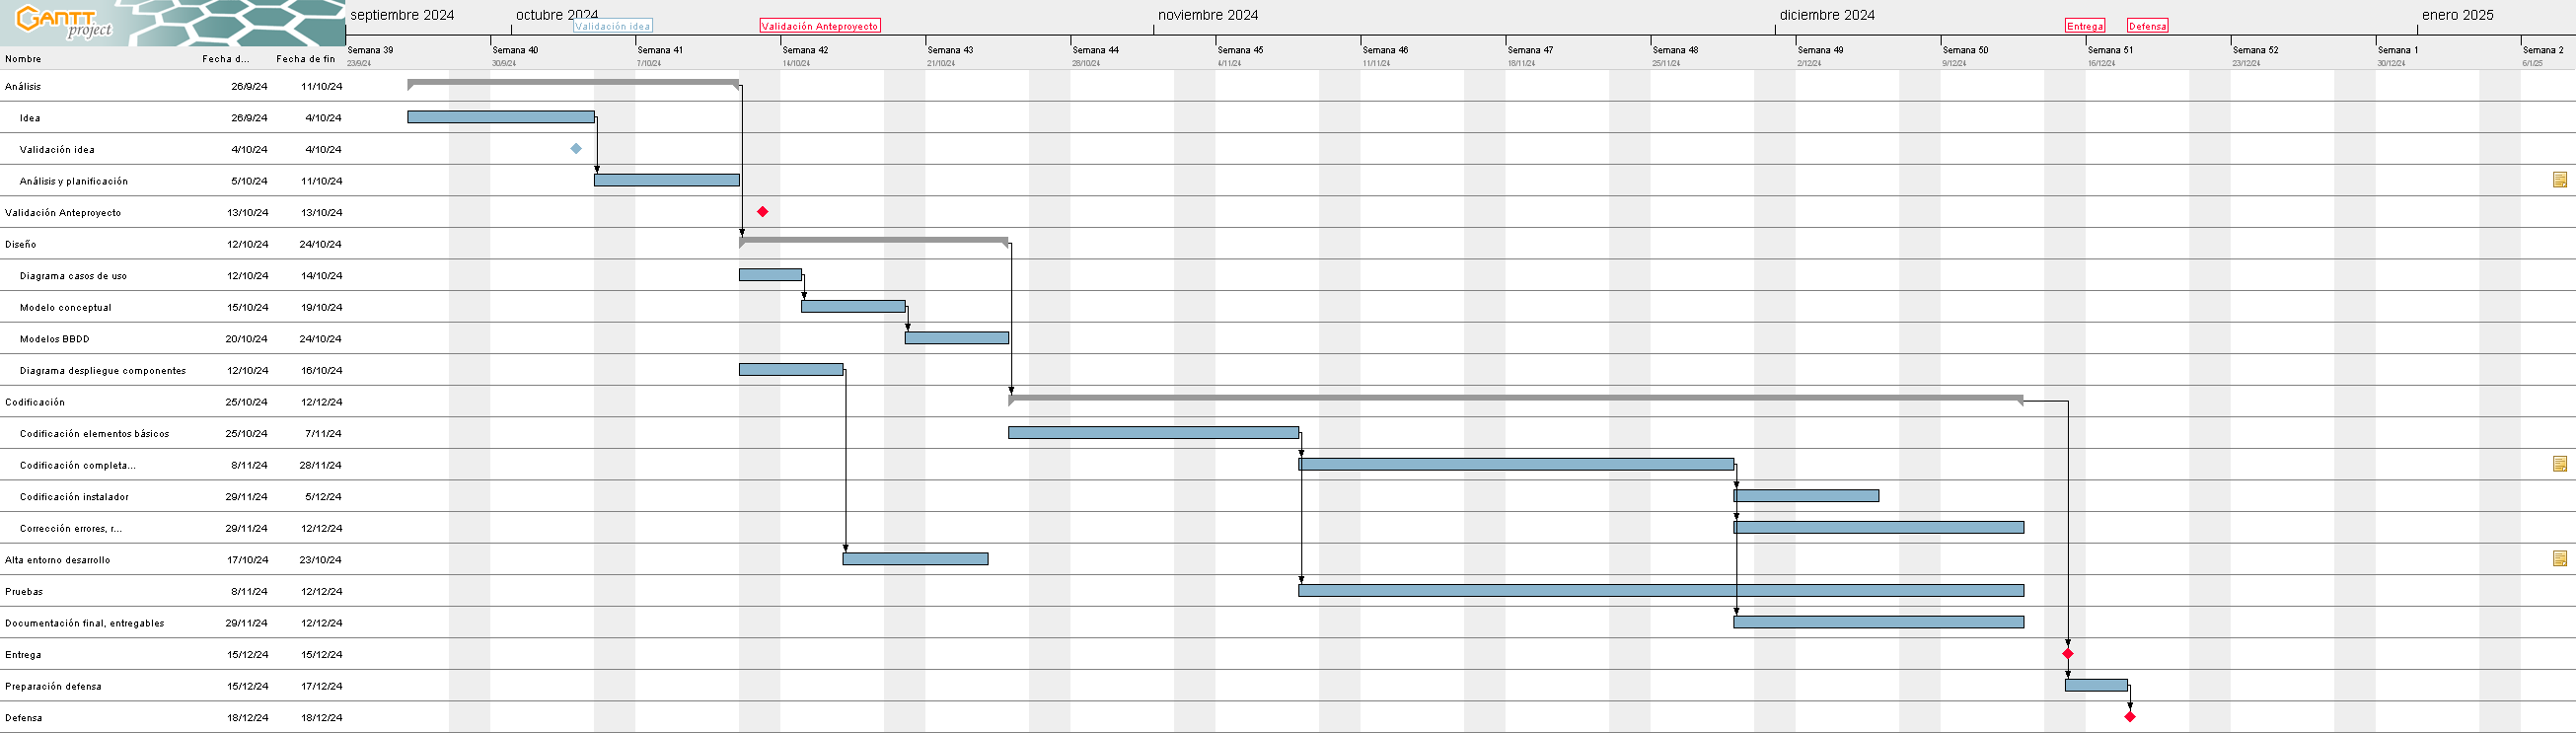 GANTT
project
septiembre 2024
octubre 2024
noviembre 2024
diciembre 2024
enero 2025
Validación idea
Validación Anteproyecto
Entrega
Defensa
Semana 39
Semana 40
Semana 41
Semana 42
Semana 43
Semana 44
Semana 45
Semana 46
Semana 47
Semana 48
Semana 49
Semana 50
Semana 51
Semana 52
Semana 1
Semana 2
Nombre Fecha d... Fecha de fin
23/9/24
30/9/24
7/10/24
14/10/24
21/10/24
28/10/24
4/11/24
11/11/24
18/11/24
25/11/24
2/12/24
9/12/24
16/12/24
23/12/24
30/12/24
6/1/25
Análisis 26/9/24 11/10/24
Idea 26/9/24 4/10/24
Validación idea 4/10/24 4/10/24
Análisis y planificación 5/10/24 11/10/24
Validación Anteproyecto 13/10/24 13/10/24
Diseño 12/10/24 24/10/24
Diagrama casos de uso 12/10/24 14/10/24
Modelo conceptual 15/10/24 19/10/24
Modelos BBDD 20/10/24 24/10/24
Diagrama despliegue componentes 12/10/24 16/10/24
Codificación 25/10/24 12/12/24
Codificación elementos básicos 25/10/24 7/11/24
Codificación completa... 8/11/24 28/11/24
Codificación instalador 29/11/24 5/12/24
Corrección errores, r... 29/11/24 12/12/24
Alta entorno desarrollo 17/10/24 23/10/24
Pruebas 8/11/24 12/12/24
Documentación final, entregables 29/11/24 12/12/24
Entrega 15/12/24 15/12/24
Preparación defensa 15/12/24 17/12/24
Defensa 18/12/24 18/12/24